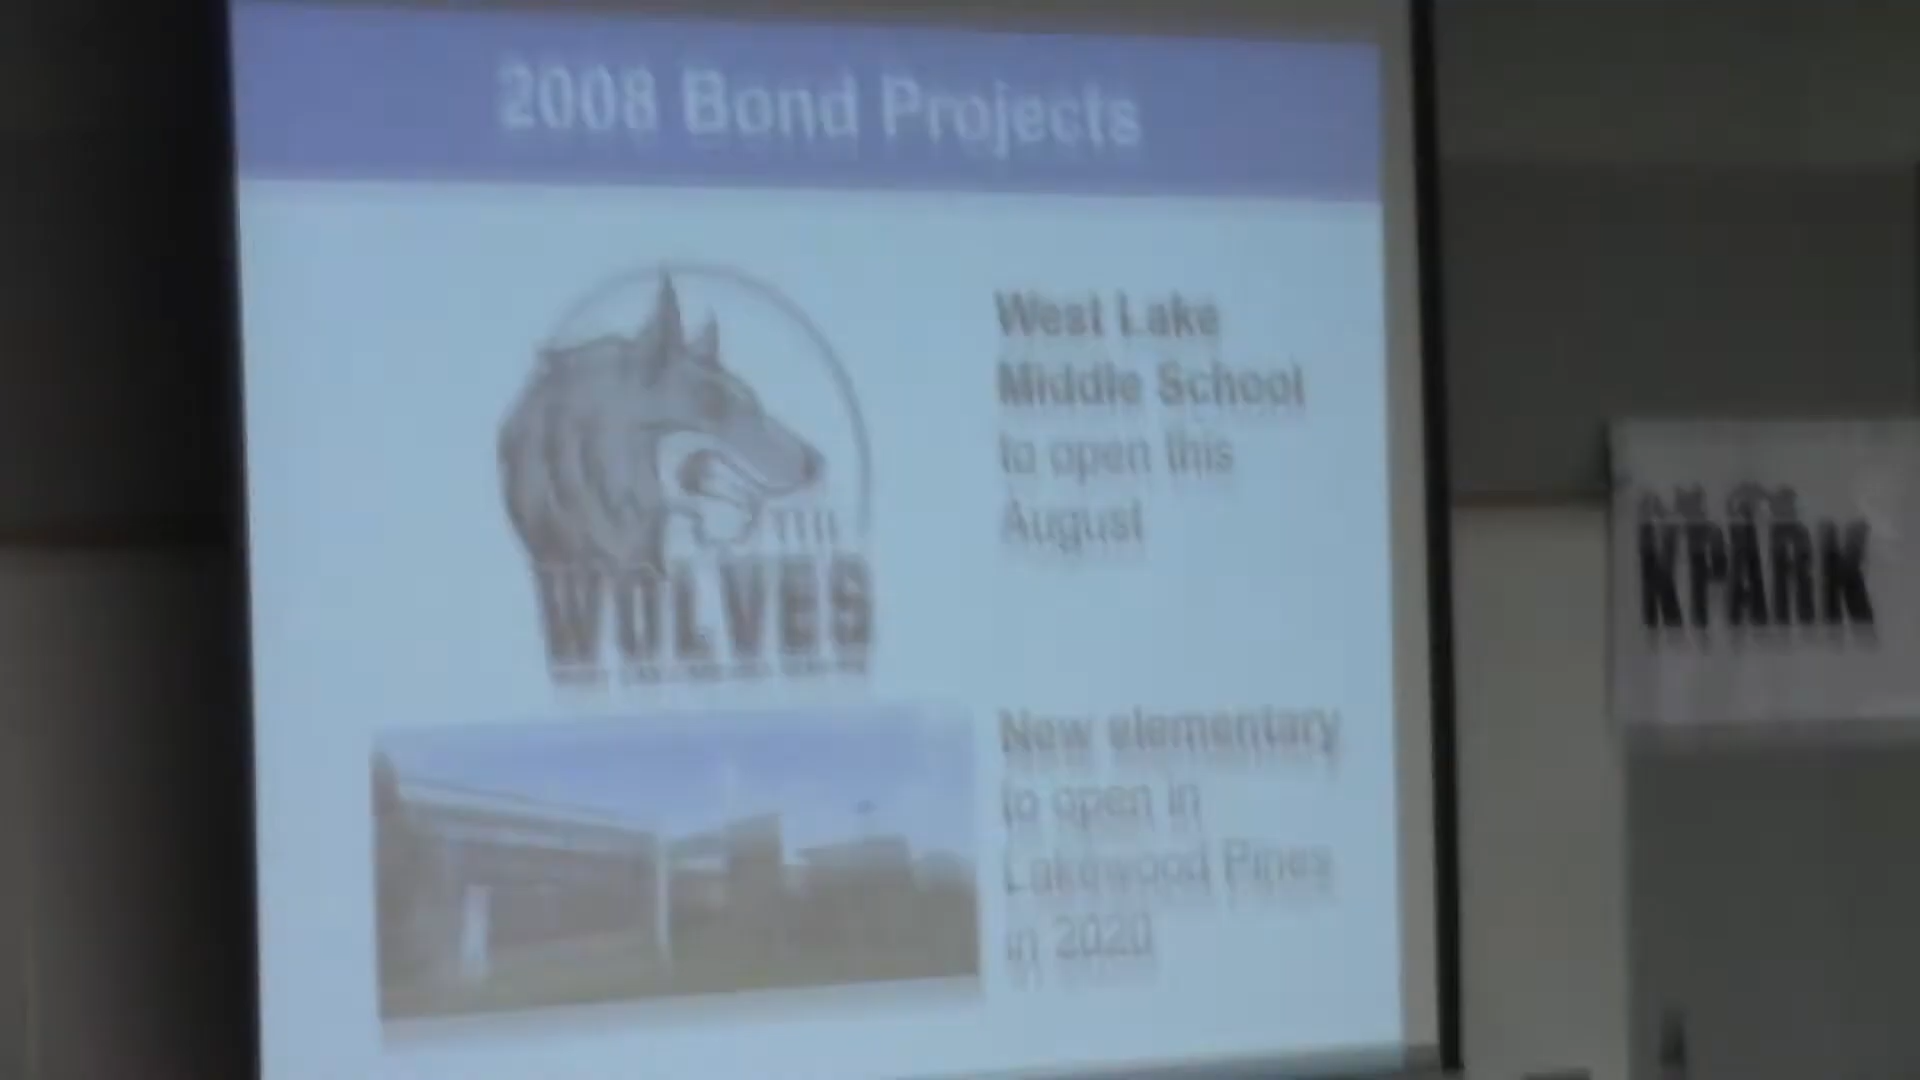 2008 Bond Projects
West Lake
Middle School
to open this
August
WOLVES
New elementary
to open in
Lakewood Pines
in 2020
KPARK